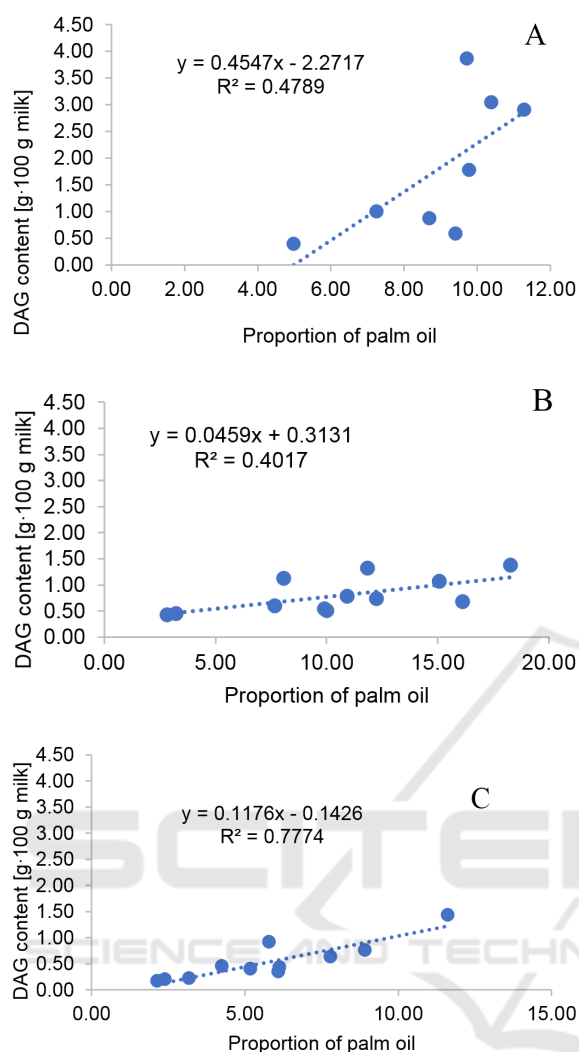 A
y = 0.4547x - 2.2717
R² = 0.4789
DAG content [g·100 g milk]
4.50
4.00
3.50
3.00
2.50
2.00
1.50
1.00
0.50
0.00
0.00 2.00 4.00 6.00 8.00 10.00 12.00
Proportion of palm oil
B
y = 0.0459x + 0.3131
R² = 0.4017
DAG content [g·100 g milk]
4.50
4.00
3.50
3.00
2.50
2.00
1.50
1.00
0.50
0.00
0.00 5.00 10.00 15.00 20.00
Proportion of palm oil
C
y = 0.1176x - 0.1426
R² = 0.7774
DAG content [g·100 g milk]
4.50
4.00
3.50
3.00
2.50
2.00
1.50
1.00
0.50
0.00
0.00 5.00 10.00 15.00
Proportion of palm oil
SCITE
SCIENCE AND TECHN